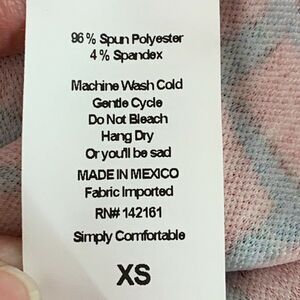 96% Spun Polyester
4% Spandex
Machine Wash Cold
Gentle Cycle
Do Not Bleach
Hang Dry
Or you'll be sad
MADE IN MEXICO
Fabric Imported
RN# 142161
Simply Comfortable
XS